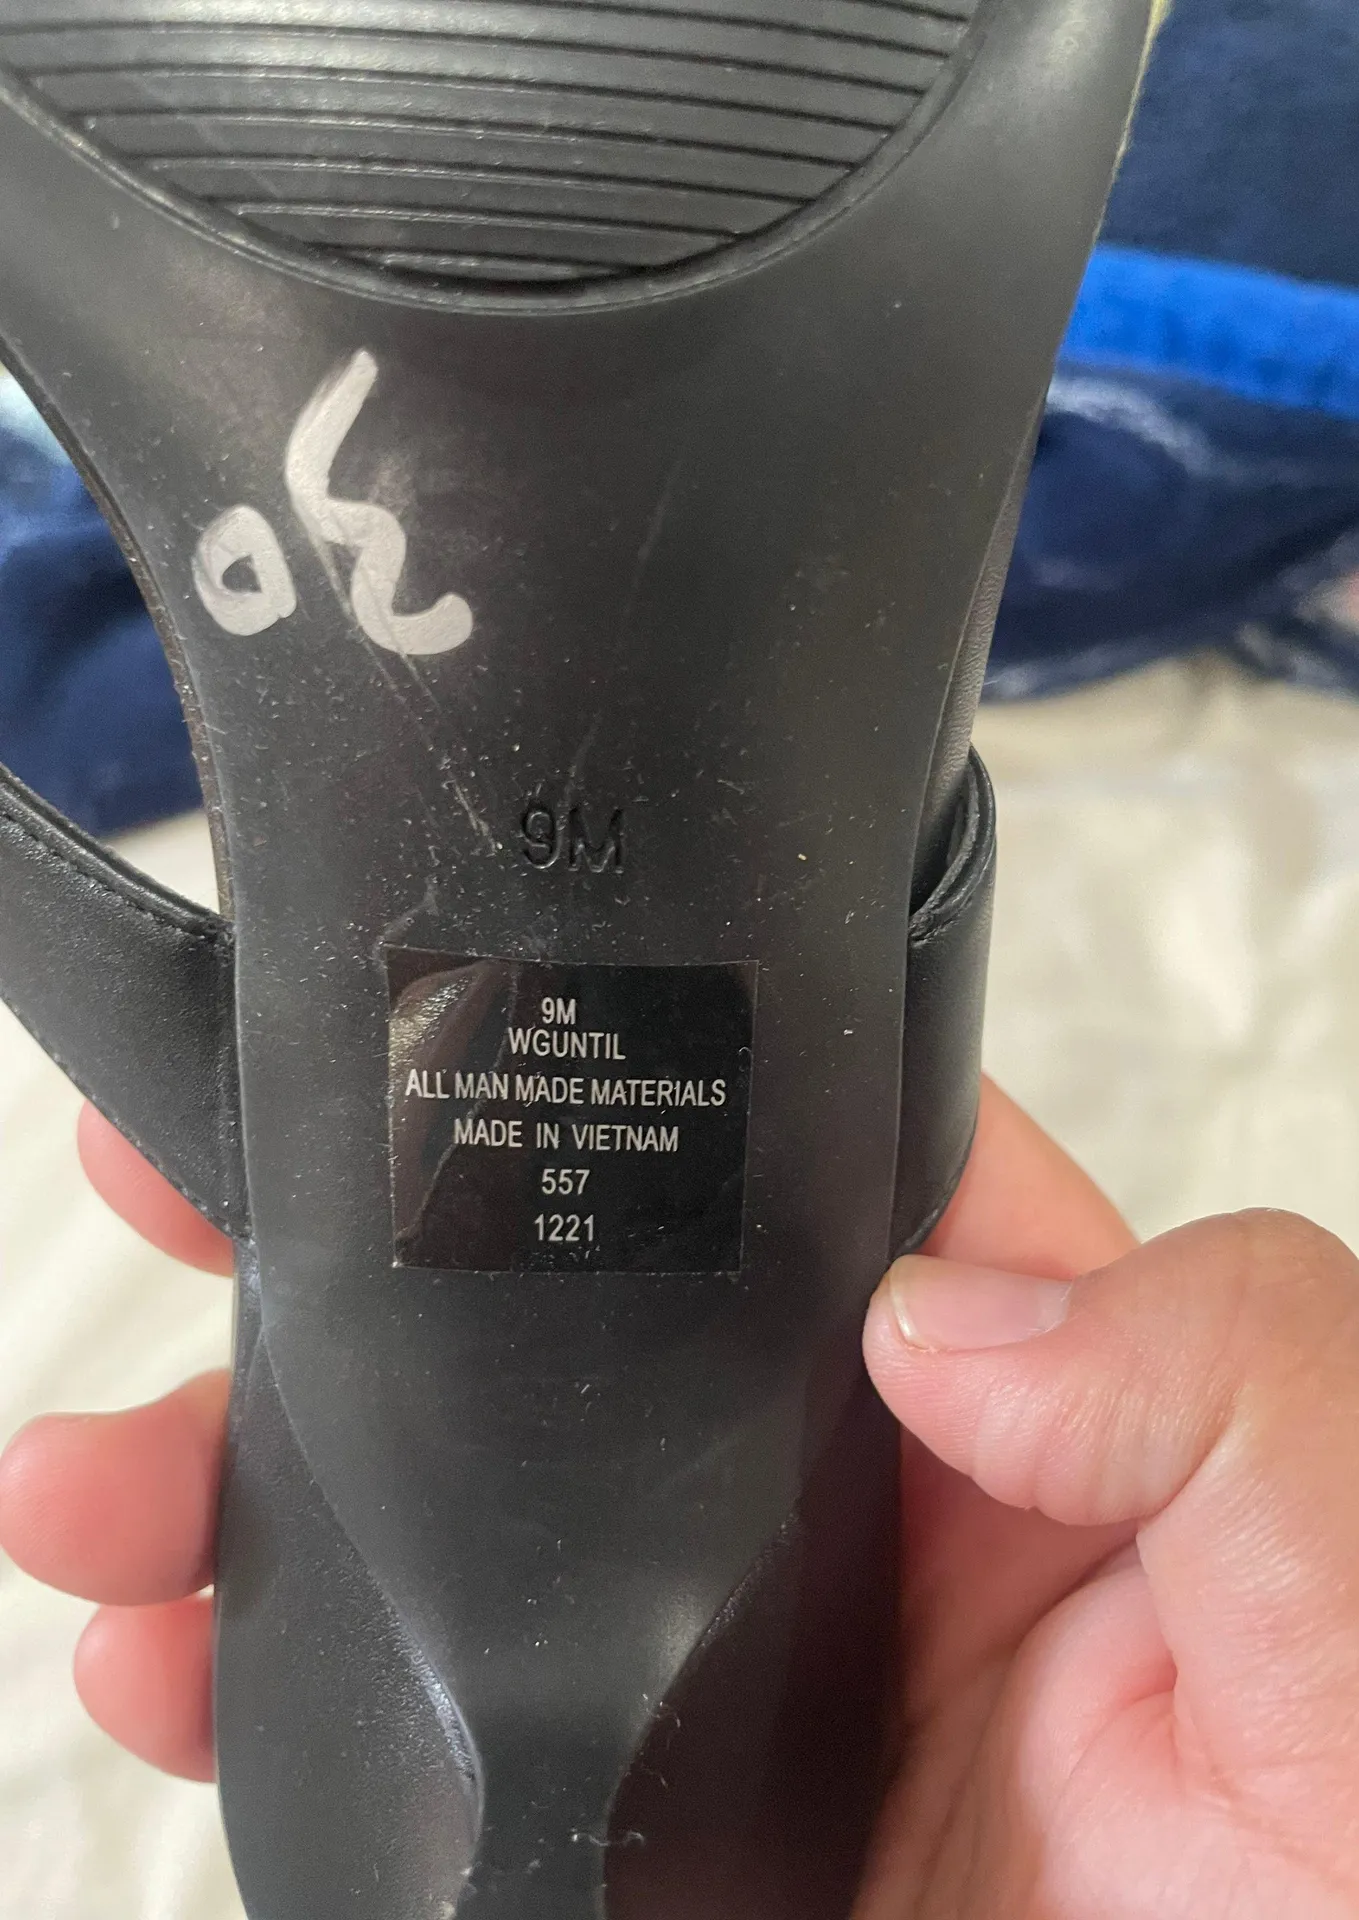 9M
9M
WGUNTIL
ALL MAN MADE MATERIALS
MADE IN VIETNAM
557
1221